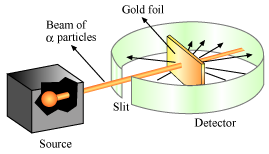 Gold foil
Beam of
α particles
Slit
Detector
Source